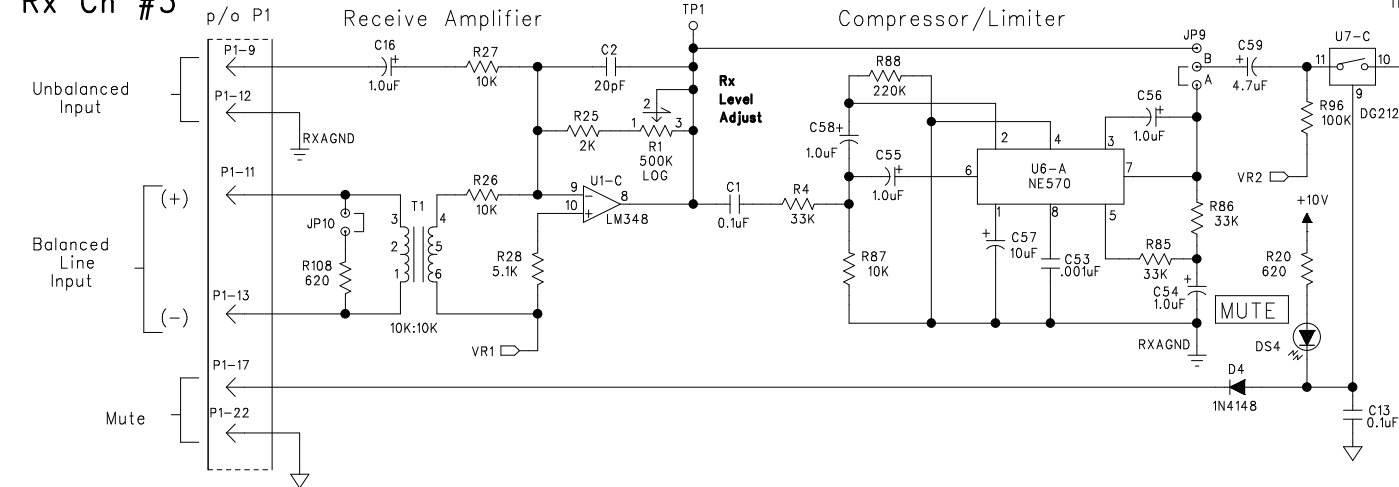 Rx Ch #3
p/o P1
Receive Amplifier
TP1
Compressor/Limiter
Unbalanced
Input
P1-9
P1-12
RXAGND
C16
+
1.0uF
R27
10K
C2
20pF
R25
2K
1
2
3
R1
500K
LOG
Rx
Level
Adjust
JP9
B
A
C59
+
4.7uF
U7-C
11
10
9
DG212
R96
100K
VR2
Balanced
Line
Input
(+)
(-)
P1-11
P1-13
JP10
R108
620
T1
3
2
1
4
5
6
10K:10K
R26
10K
R28
5.1K
VR1
9
10
-
+
U1-C
8
LM348
C1
0.1uF
R4
33K
R88
220K
C58+
1.0uF
C55
+
1.0uF
R87
10K
2
4
3
6
U6-A
NE570
7
1
8
5
C56
+
1.0uF
+
C57
10uF
C53
.001uF
R85
33K
R86
33K
+
C54
1.0uF
RXAGND
MUTE
+10V
R20
620
DS4
D4
1N4148
C13
0.1uF
Mute
P1-17
P1-22